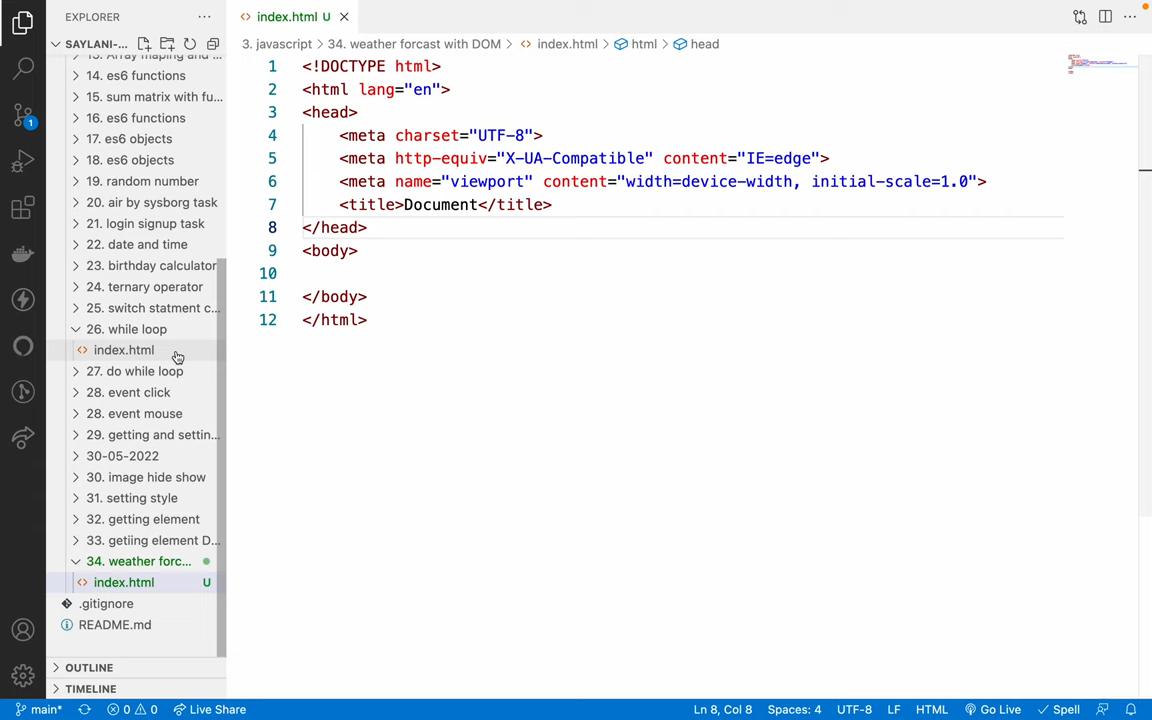 EXPLORER
SAYLANI-...
13. Array maping and ...
14. es6 functions
15. sum matrix with fu...
16. es6 functions
17. es6 objects
18. es6 objects
19. random number
20. air by sysborg task
21. login signup task
22. date and time
23. birthday calculator
24. ternary operator
25. switch statment c...
26. while loop
index.html
27. do while loop
28. event click
28. event mouse
29. getting and settin...
30-05-2022
30. image hide show
31. setting style
32. getting element
33. getiing element D...
34. weather forc...
index.html U
.gitignore
README.md
OUTLINE
TIMELINE
1
index.html U
3. javascript > 34. weather forcast with DOM > index.html > html > head
1 <!DOCTYPE html>
2 <html lang="en">
3 <head>
4 <meta charset="UTF-8">
5 <meta http-equiv="X-UA-Compatible" content="IE=edge">
6 <meta name="viewport" content="width=device-width, initial-scale=1.0">
7 <title>Document</title>
8 </head>
9 <body>
10
11 </body>
12 </html>
main* 0 0 Live Share Ln 8, Col 8 Spaces: 4 UTF-8 LF HTML Go Live Spell